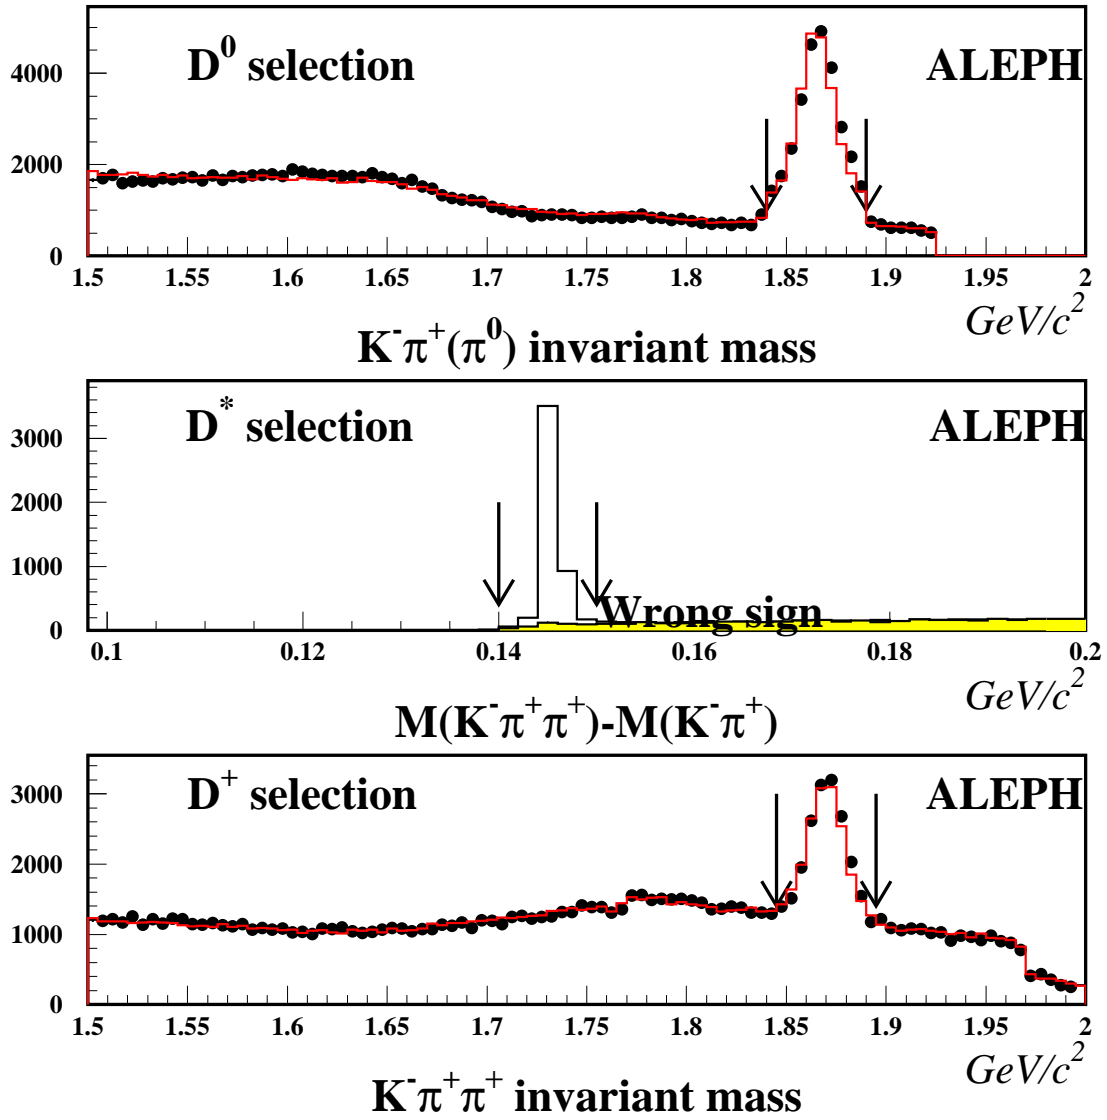 D⁰ selection ALEPH
4000
2000
0
1.5 1.55 1.6 1.65 1.7 1.75 1.8 1.85 1.9 1.95 2
GeV/c²
K⁻π⁺(π⁰) invariant mass
D* selection ALEPH
3000
2000
1000
Wrong sign
0
0.1 0.12 0.14 0.16 0.18 0.2
GeV/c²
M(K⁻π⁺π⁺)-M(K⁻π⁺)
D⁺ selection ALEPH
3000
2000
1000
0
1.5 1.55 1.6 1.65 1.7 1.75 1.8 1.85 1.9 1.95 2
GeV/c²
K⁻π⁺π⁺ invariant mass